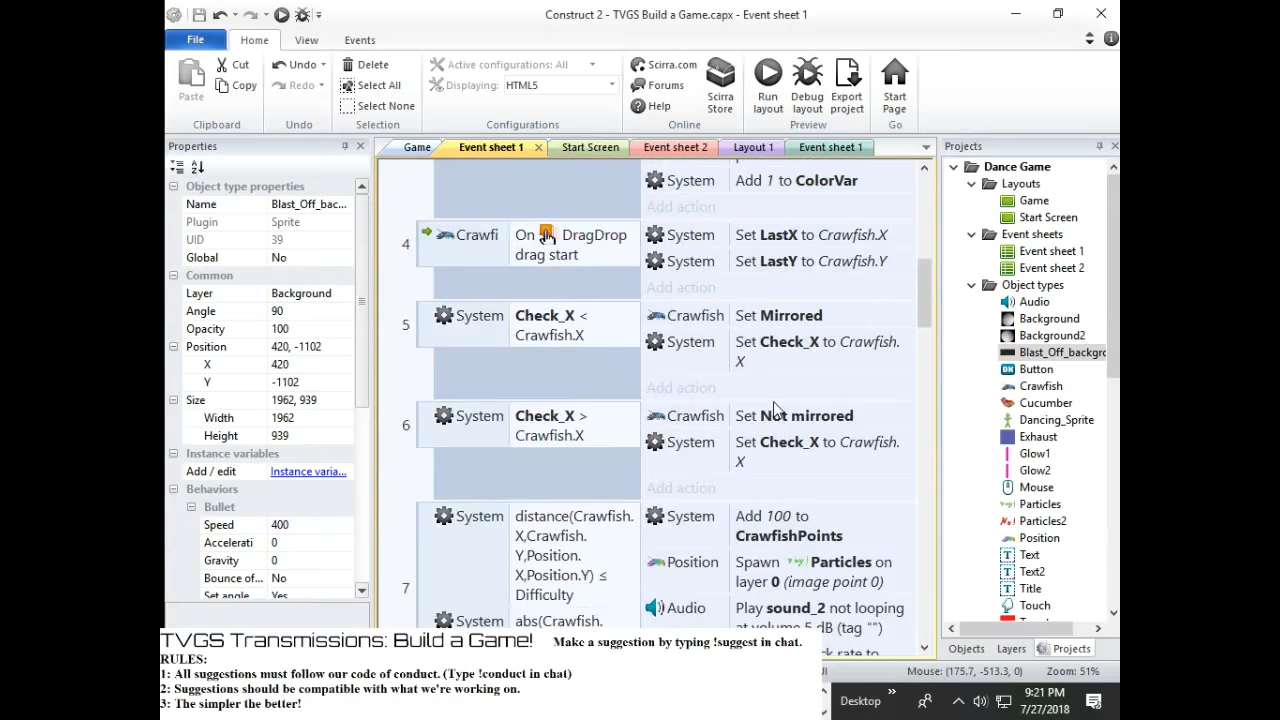 Construct 2 - TVGS Build a Game.capx - Event sheet 1
File Home View Events
Paste
Cut
Copy
Clipboard
Undo
Redo
Undo
Delete
Select All
Select None
Selection
Active configurations: All
Displaying: HTML5
Configurations
Scirra.com
Forums
Help
Scirra Store
Online
Run layout
Debug layout
Export project
Preview
Start Page
Go
Properties
Game Event sheet 1 Start Screen Event sheet 2 Layout 1 Event sheet 1
Projects
Object type properties
Name Blast_Off_bac...
Plugin Sprite
UID 39
Global No
Common
Layer Background
Angle 90
Opacity 100
Position 420, -1102
X 420
Y -1102
Size 1962, 939
Width 1962
Height 939
Instance variables
Add / edit Instance varia...
Behaviors
Bullet
Speed 400
Accelerati 0
Gravity 0
Bounce of... No
Set angle Yes
System Add 1 to ColorVar
Add action
4 Crawfi On DragDrop
drag start
System Set LastX to Crawfish.X
System Set LastY to Crawfish.Y
Add action
5 System Check_X <
Crawfish.X
Crawfish Set Mirrored
System Set Check_X to Crawfish.
X
Add action
6 System Check_X >
Crawfish.X
Crawfish Set Not mirrored
System Set Check_X to Crawfish.
X
Add action
7 System distance(Crawfish.
X,Crawfish.
Y,Position.
X,Position.Y) ≤
Difficulty
System abs(Crawfish.
System Add 100 to
CrawfishPoints
Position Spawn Particles on
layer 0 (image point 0)
Audio Play sound_2 not looping
at volume 5 dB (tag "")
Dance Game
Layouts
Game
Start Screen
Event sheets
Event sheet 1
Event sheet 2
Object types
Audio
Background
Background2
Blast_Off_backgro
Button
Crawfish
Cucumber
Dancing_Sprite
Exhaust
Glow1
Glow2
Mouse
Particles
Particles2
Position
Text
Text2
Title
Touch
Objects Layers Projects
Mouse: (175.7, -513.3, 0) Zoom: 51%
TVGS Transmissions: Build a Game! Make a suggestion by typing !suggest in chat.
RULES:
1: All suggestions must follow our code of conduct. (Type !conduct in chat)
2: Suggestions should be compatible with what we're working on.
3: The simpler the better!
Desktop
9:21 PM
7/27/2018